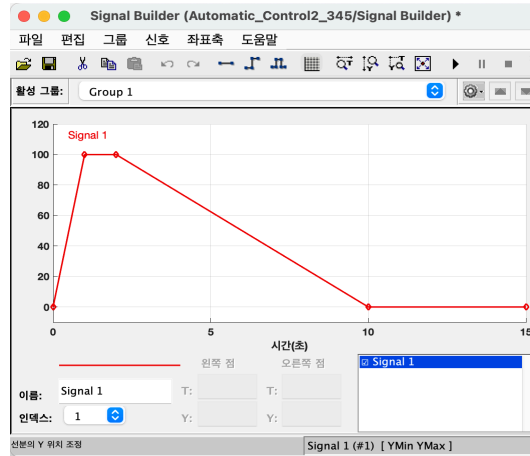 Signal Builder (Automatic_Control2_345/Signal Builder) *
파일 편집 그룹 신호 좌표축 도움말
활성 그룹: Group 1
Signal 1
120
100
80
60
40
20
0
0 5 10 15
시간(초)
왼쪽 점 오른쪽 점
Signal 1
이름: Signal 1 T: T:
인덱스: 1 Y: Y:
선분의 Y 위치 조정
Signal 1 (#1) [ YMin YMax ]